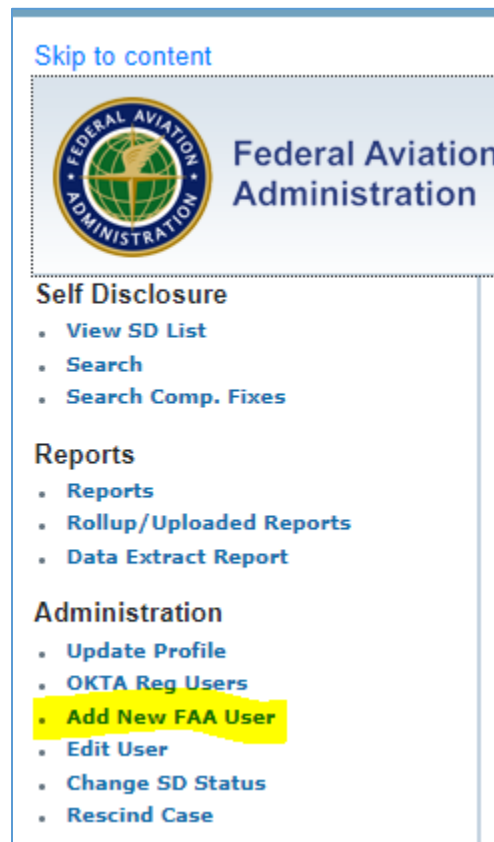 Skip to content
FEDERAL AVIATION ADMINISTRATION
Federal Aviation
Administration
Self Disclosure
View SD List
Search
Search Comp. Fixes
Reports
Reports
Rollup/Uploaded Reports
Data Extract Report
Administration
Update Profile
OKTA Reg Users
Add New FAA User
Edit User
Change SD Status
Rescind Case